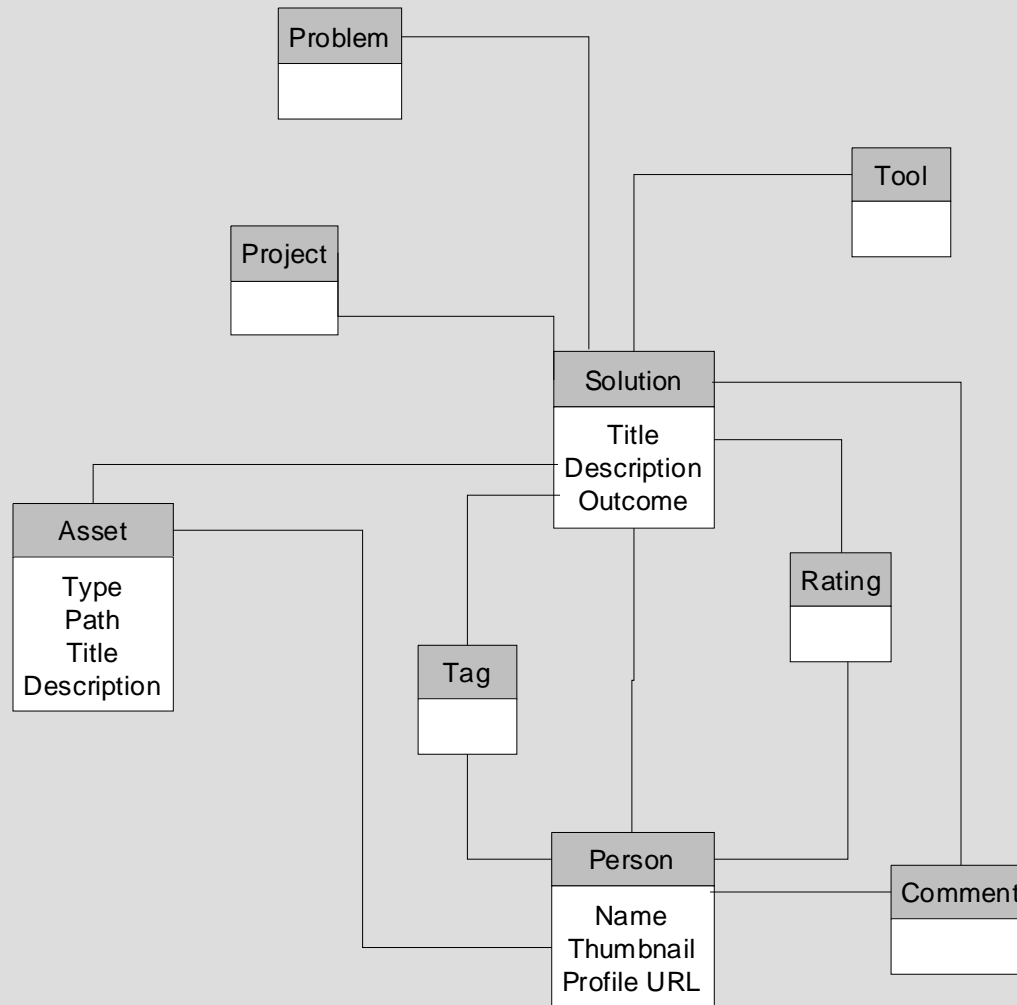 Problem
Tool
Project
Solution
Title
Description
Outcome
Asset
Type
Path
Title
Description
Rating
Tag
Person
Name
Thumbnail
Profile URL
Comment